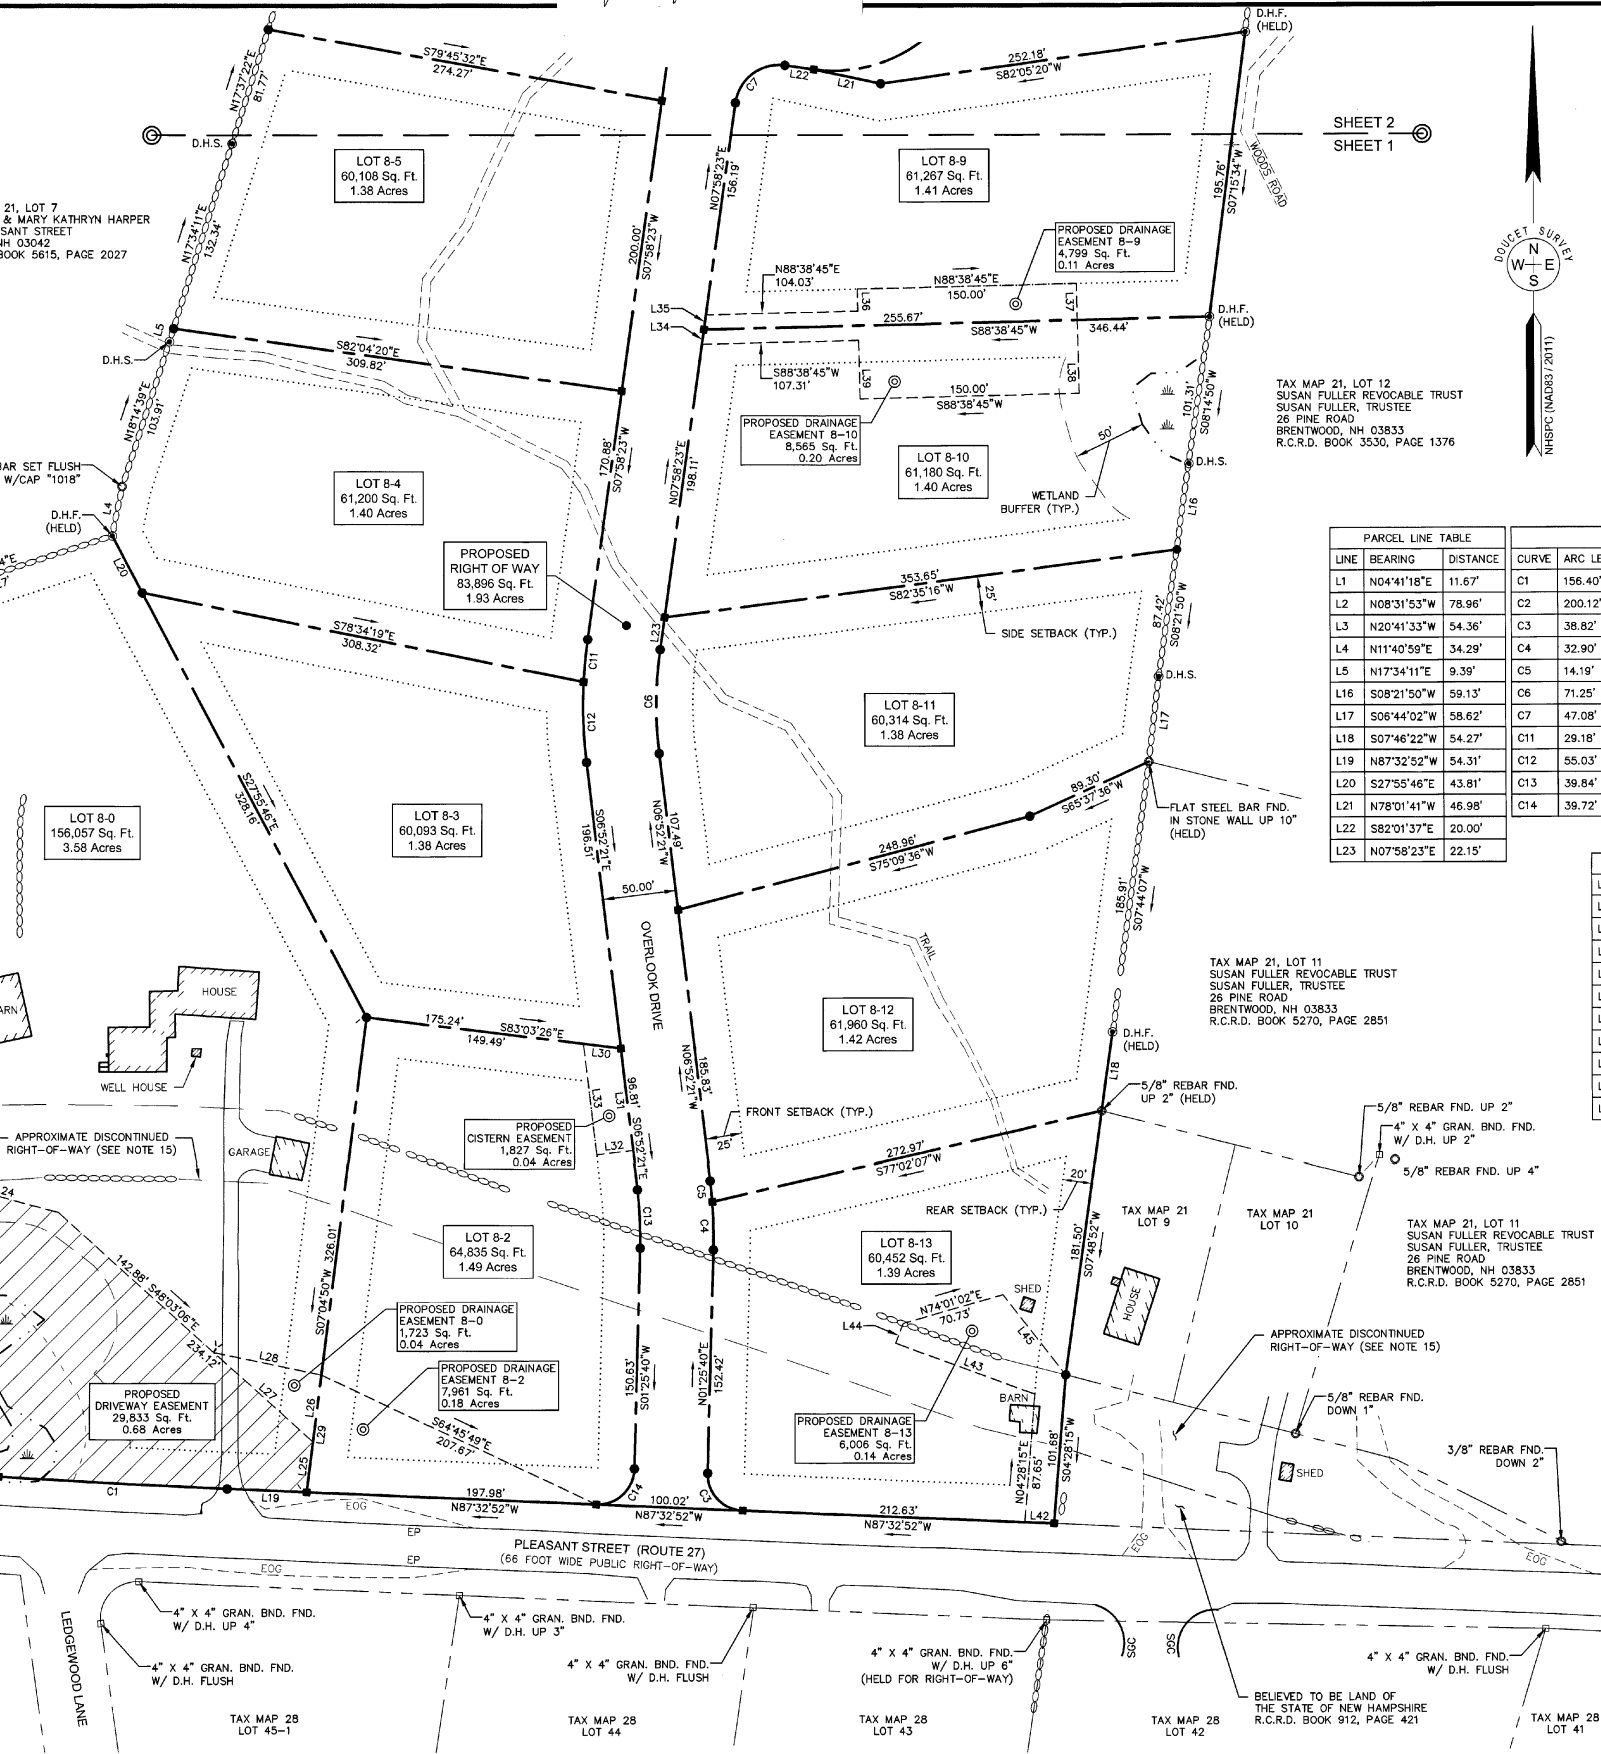 D.H.F.
(HELD)
S79°45'32"E
274.27'
252.18'
S82°05'20"W
L22
L21
C7
N17°37'22"E
81.77'
D.H.S.
SHEET 2
SHEET 1
WOODS ROAD
195.76'
S07°15'34"W
LOT 8-5
60,108 Sq. Ft.
1.38 Acres
LOT 8-9
61,267 Sq. Ft.
1.41 Acres
N07°58'23"E
156.19'
200.00'
S07°58'23"W
21, LOT 7
& MARY KATHRYN HARPER
SANT STREET
NH 03042
BOOK 5615, PAGE 2027
N17°34'11"E
132.34'
DOUCET SURVEY
N
W E
S
NHSPC (NAD83 / 2011)
PROPOSED DRAINAGE
EASEMENT 8-9
4,799 Sq. Ft.
0.11 Acres
N88°38'45"E
104.03'
N88°38'45"E
150.00'
L36
L37
L35
L34
255.67'
S88°38'45"W
346.44'
D.H.F.
(HELD)
L5
D.H.S.
S82°04'20"E
309.82'
S88°38'45"W
107.31'
L39
L38
150.00'
S88°38'45"W
101.31'
S08°14'50"W
TAX MAP 21, LOT 12
SUSAN FULLER REVOCABLE TRUST
SUSAN FULLER, TRUSTEE
26 PINE ROAD
BRENTWOOD, NH 03833
R.C.R.D. BOOK 3530, PAGE 1376
N18°14'39"E
103.91'
PROPOSED DRAINAGE
EASEMENT 8-10
8,565 Sq. Ft.
0.20 Acres
50'
170.88'
S07°58'23"W
N07°58'23"E
198.11'
LOT 8-10
61,180 Sq. Ft.
1.40 Acres
D.H.S.
WETLAND
BUFFER (TYP.)
L16
BAR SET FLUSH
W/CAP "1018"
L4
D.H.F.
(HELD)
LOT 8-4
61,200 Sq. Ft.
1.40 Acres
L20
PROPOSED
RIGHT OF WAY
83,896 Sq. Ft.
1.93 Acres
353.65'
S82°35'16"W
25'
SIDE SETBACK (TYP.)
87.42'
S08°21'50"W
S78°34'19"E
308.32'
L23
C11
C6
C12
D.H.S.
L17
PARCEL LINE TABLE
LINE BEARING DISTANCE CURVE ARC LE
L1 N04°41'18"E 11.67' C1 156.40'
L2 N08°31'53"W 78.96' C2 200.12'
L3 N20°41'33"W 54.36' C3 38.82'
L4 N11°40'59"E 34.29' C4 32.90'
L5 N17°34'11"E 9.39' C5 14.19'
L16 S08°21'50"W 59.13' C6 71.25'
L17 S06°44'02"W 58.62' C7 47.08'
L18 S07°46'22"W 54.27' C11 29.18'
L19 N87°32'52"W 54.31' C12 55.03'
L20 S27°55'46"E 43.81' C13 39.84'
L21 N78°01'41"W 46.98' C14 39.72'
L22 S82°01'37"E 20.00'
L23 N07°58'23"E 22.15'
LOT 8-11
60,314 Sq. Ft.
1.38 Acres
S27°55'46"E
328.16'
LOT 8-0
156,057 Sq. Ft.
3.58 Acres
LOT 8-3
60,093 Sq. Ft.
1.38 Acres
S06°52'21"E
196.51'
107.49'
N06°52'21"W
89.30'
S65°37'36"W
248.96'
S75°09'36"W
FLAT STEEL BAR FND.
IN STONE WALL UP 10"
(HELD)
50.00'
OVERLOOK DRIVE
185.91'
S07°44'07"W
TRAIL
TAX MAP 21, LOT 11
SUSAN FULLER REVOCABLE TRUST
SUSAN FULLER, TRUSTEE
26 PINE ROAD
BRENTWOOD, NH 03833
R.C.R.D. BOOK 5270, PAGE 2851
HOUSE
ARN
WELL HOUSE
175.24'
S83°03'26"E
149.49'
L30
LOT 8-12
61,960 Sq. Ft.
1.42 Acres
D.H.F.
(HELD)
L18
5/8" REBAR FND.
UP 2" (HELD)
L33
L31
96.81'
S06°52'21"E
185.83'
N06°52'21"W
FRONT SETBACK (TYP.)
25'
PROPOSED
CISTERN EASEMENT
1,827 Sq. Ft.
0.04 Acres
L32
APPROXIMATE DISCONTINUED
RIGHT-OF-WAY (SEE NOTE 15)
GARAGE
5/8" REBAR FND. UP 2"
4" X 4" GRAN. BND. FND.
W/ D.H. UP 2"
5/8" REBAR FND. UP 4"
272.97'
S77°02'07"W
20'
REAR SETBACK (TYP.)
C5
C4
C13
TAX MAP 21
LOT 9
TAX MAP 21
LOT 10
TAX MAP 21, LOT 11
SUSAN FULLER REVOCABLE TRUST
SUSAN FULLER, TRUSTEE
26 PINE ROAD
BRENTWOOD, NH 03833
R.C.R.D. BOOK 5270, PAGE 2851
24
142.88'
S48°03'06"E
234.12'
S07°04'50"W 326.01'
LOT 8-2
64,835 Sq. Ft.
1.49 Acres
LOT 8-13
60,452 Sq. Ft.
1.39 Acres
181.50'
S07°48'52"W
SHED
N74°01'02"E
70.73'
L44
L45
L43
HOUSE
PROPOSED DRAINAGE
EASEMENT 8-0
1,723 Sq. Ft.
0.04 Acres
PROPOSED DRAINAGE
EASEMENT 8-2
7,961 Sq. Ft.
0.18 Acres
L28
L27
L26
L29
L25
PROPOSED
DRIVEWAY EASEMENT
29,833 Sq. Ft.
0.68 Acres
150.63'
S01°25'40"W
N01°25'40"E
152.42'
S64°45'49"E
207.67'
PROPOSED DRAINAGE
EASEMENT 8-13
6,006 Sq. Ft.
0.14 Acres
BARN
N04°28'15"E
87.65'
101.68'
S04°28'15"W
APPROXIMATE DISCONTINUED
RIGHT-OF-WAY (SEE NOTE 15)
5/8" REBAR FND.
DOWN 1"
3/8" REBAR FND.
DOWN 2"
SHED
C1
L19
197.98'
N87°32'52"W
C14
C3
100.02'
N87°32'52"W
212.63'
N87°32'52"W
L42
EOG
EP
PLEASANT STREET (ROUTE 27)
(66 FOOT WIDE PUBLIC RIGHT-OF-WAY)
EOG
EP
EOG
EOG
LEDGEWOOD LANE
4" X 4" GRAN. BND. FND.
W/ D.H. UP 4"
4" X 4" GRAN. BND. FND.
W/ D.H. UP 3"
4" X 4" GRAN. BND. FND.
W/ D.H. FLUSH
4" X 4" GRAN. BND. FND.
W/ D.H. FLUSH
4" X 4" GRAN. BND. FND.
W/ D.H. UP 6"
(HELD FOR RIGHT-OF-WAY)
SGC
SGC
4" X 4" GRAN. BND. FND.
W/ D.H. FLUSH
BELIEVED TO BE LAND OF
THE STATE OF NEW HAMPSHIRE
R.C.R.D. BOOK 912, PAGE 421
TAX MAP 28
LOT 45-1
TAX MAP 28
LOT 44
TAX MAP 28
LOT 43
TAX MAP 28
LOT 42
TAX MAP 28
LOT 41